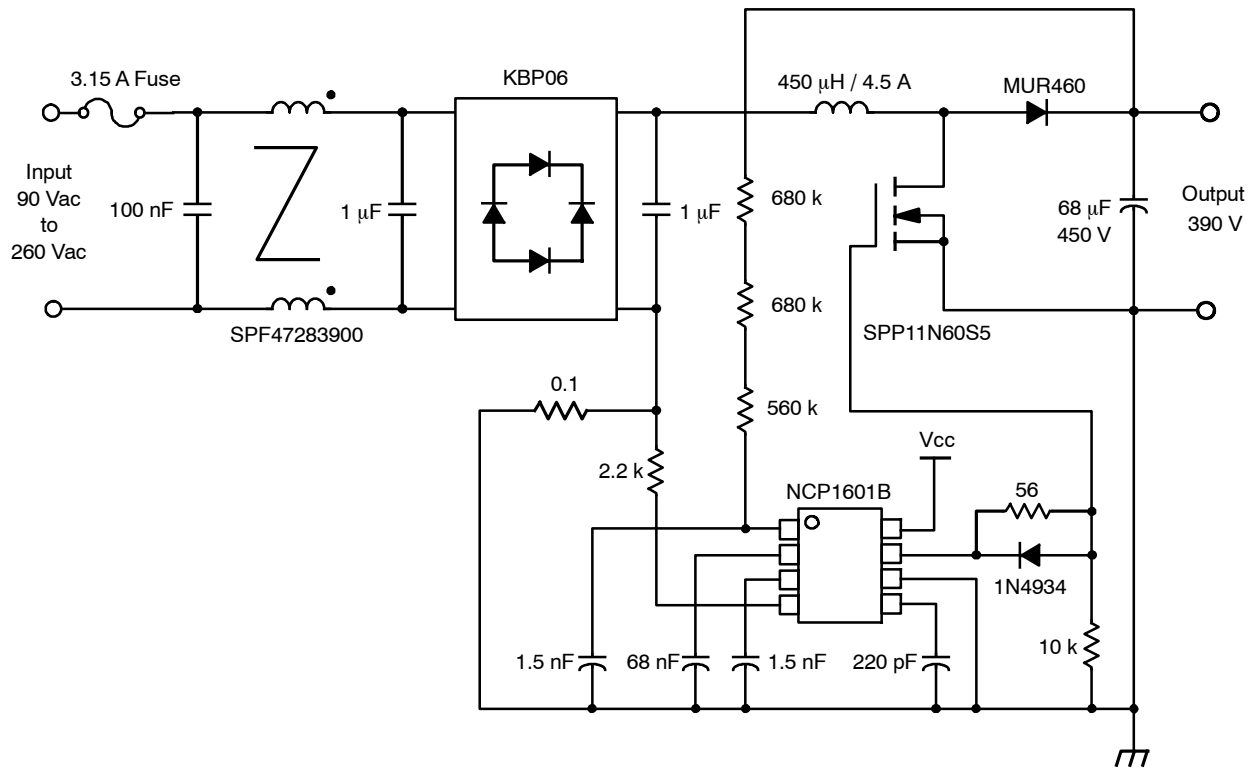 3.15 A Fuse
KBP06
450 μH / 4.5 A
MUR460
Input
90 Vac
to
260 Vac
100 nF
1 μF
1 μF
680 k
68 μF
450 V
Output
390 V
SPF47283900
680 k
SPP11N60S5
0.1
560 k
2.2 k
Vcc
NCP1601B
56
1N4934
1.5 nF
68 nF
1.5 nF
220 pF
10 k